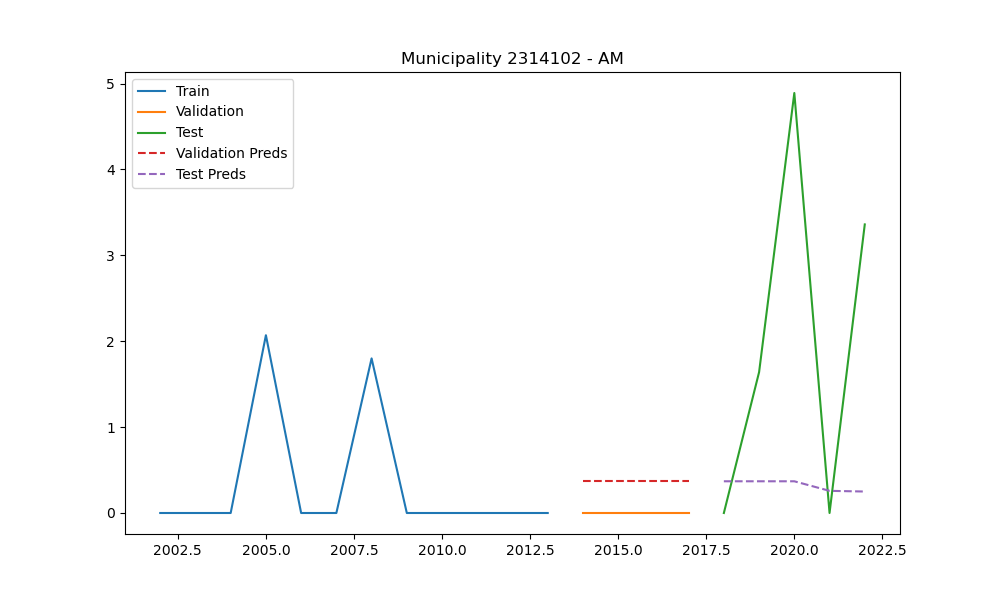 Municipality 2314102 - AM
Train
Validation
Test
Validation Preds
Test Preds
5
4
3
2
1
0
2002.5 2005.0 2007.5 2010.0 2012.5 2015.0 2017.5 2020.0 2022.5